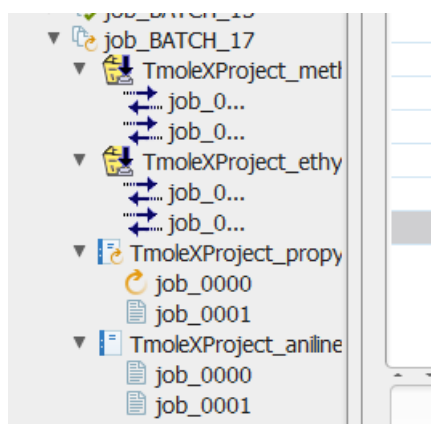 job_BATCH_17
TmoleXProject_meth
job_0...
job_0...
TmoleXProject_ethy
job_0...
job_0...
TmoleXProject_propy
job_0000
job_0001
TmoleXProject_aniline
job_0000
job_0001